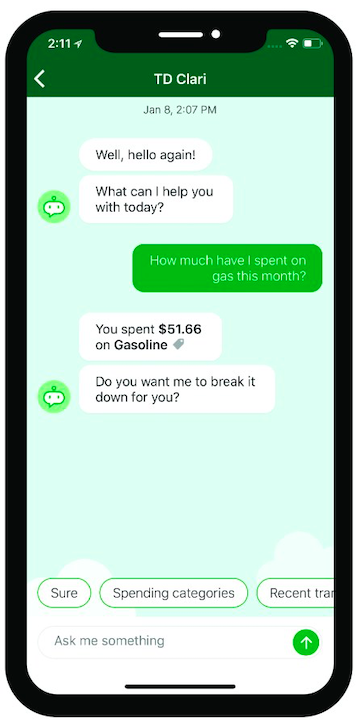 2:11
TD Clari
Jan 8, 2:07 PM
Well, hello again!
What can I help you
with today?
How much have I spent on
gas this month?
You spent $51.66
on Gasoline
Do you want me to break it
down for you?
Sure
Spending categories
Recent tran
Ask me something